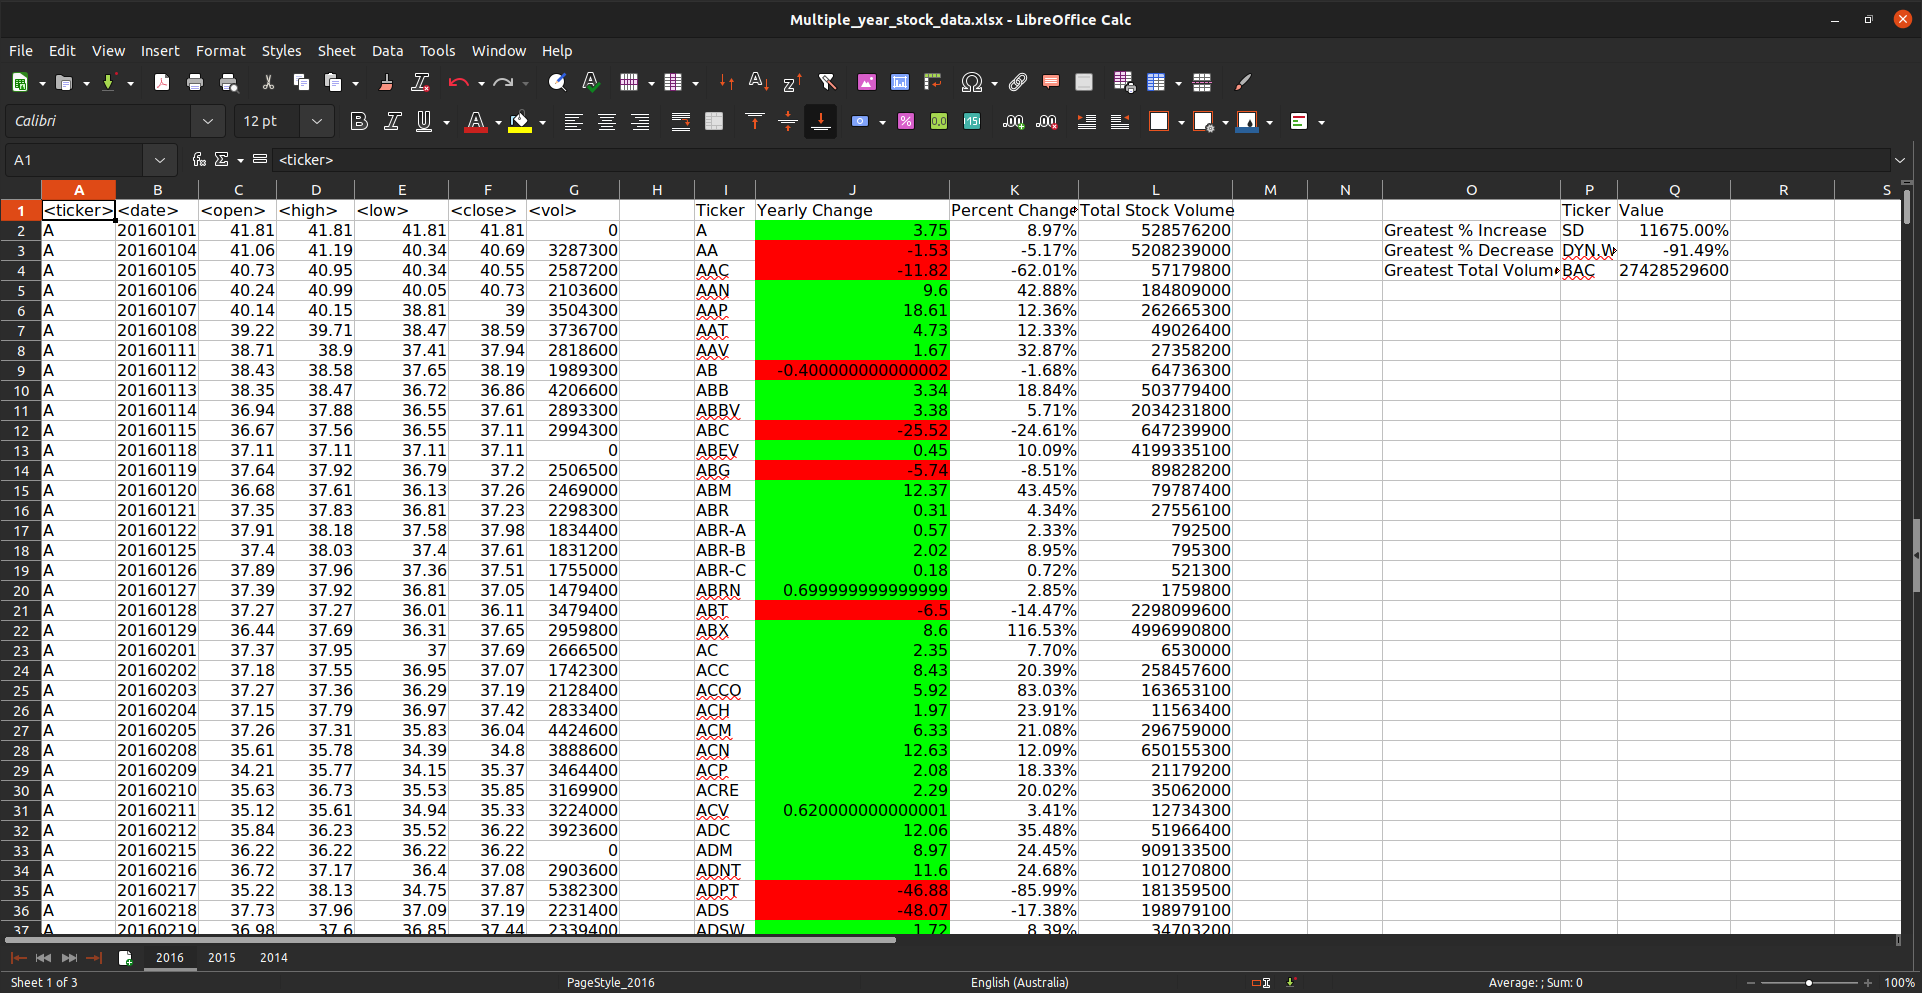 Multiple_year_stock_data.xlsx - LibreOffice Calc
File Edit View Insert Format Styles Sheet Data Tools Window Help
Calibri 12 pt
A1 <ticker>
A B C D E F G H I J K L M N O P Q R S
1 <ticker> <date> <open> <high> <low> <close> <vol> Ticker Yearly Change Percent Change Total Stock Volume Ticker Value
2 A 20160101 41.81 41.81 41.81 41.81 0 A 3.75 8.97% 528576200 Greatest % Increase SD 11675.00%
3 A 20160104 41.06 41.19 40.34 40.69 3287300 AA -1.53 -5.17% 5208239000 Greatest % Decrease DYN.W -91.49%
4 A 20160105 40.73 40.95 40.34 40.55 2587200 AAC -11.82 -62.01% 57179800 Greatest Total Volum BAC 27428529600
5 A 20160106 40.24 40.99 40.05 40.73 2103600 AAN 9.6 42.88% 184809000
6 A 20160107 40.14 40.15 38.81 39 3504300 AAP 18.61 12.36% 262665300
7 A 20160108 39.22 39.71 38.47 38.59 3736700 AAT 4.73 12.33% 49026400
8 A 20160111 38.71 38.9 37.41 37.94 2818600 AAV 1.67 32.87% 27358200
9 A 20160112 38.43 38.58 37.65 38.19 1989300 AB -0.400000000000002 -1.68% 64736300
10 A 20160113 38.35 38.47 36.72 36.86 4206600 ABB 3.34 18.84% 503779400
11 A 20160114 36.94 37.88 36.55 37.61 2893300 ABBV 3.38 5.71% 2034231800
12 A 20160115 36.67 37.56 36.55 37.11 2994300 ABC -25.52 -24.61% 647239900
13 A 20160118 37.11 37.11 37.11 37.11 0 ABEV 0.45 10.09% 4199335100
14 A 20160119 37.64 37.92 36.79 37.2 2506500 ABG -5.74 -8.51% 89828200
15 A 20160120 36.68 37.61 36.13 37.26 2469000 ABM 12.37 43.45% 79787400
16 A 20160121 37.35 37.83 36.81 37.23 2298300 ABR 0.31 4.34% 27556100
17 A 20160122 37.91 38.18 37.58 37.98 1834400 ABR-A 0.57 2.33% 792500
18 A 20160125 37.4 38.03 37.4 37.61 1831200 ABR-B 2.02 8.95% 795300
19 A 20160126 37.89 37.96 37.36 37.51 1755000 ABR-C 0.18 0.72% 521300
20 A 20160127 37.39 37.92 36.81 37.05 1479400 ABRN 0.699999999999999 2.85% 1759800
21 A 20160128 37.27 37.27 36.01 36.11 3479400 ABT -6.5 -14.47% 2298099600
22 A 20160129 36.44 37.69 36.31 37.65 2959800 ABX 8.6 116.53% 4996990800
23 A 20160201 37.37 37.95 37 37.69 2666500 AC 2.35 7.70% 6530000
24 A 20160202 37.18 37.55 36.95 37.07 1742300 ACC 8.43 20.39% 258457600
25 A 20160203 37.27 37.36 36.29 37.19 2128400 ACCO 5.92 83.03% 163653100
26 A 20160204 37.15 37.79 36.97 37.42 2833400 ACH 1.97 23.91% 11563400
27 A 20160205 37.26 37.31 35.83 36.04 4424600 ACM 6.33 21.08% 296759000
28 A 20160208 35.61 35.78 34.39 34.8 3888600 ACN 12.63 12.09% 650155300
29 A 20160209 34.21 35.77 34.15 35.37 3464400 ACP 2.08 18.33% 21179200
30 A 20160210 35.63 36.73 35.53 35.85 3169900 ACRE 2.29 20.02% 35062000
31 A 20160211 35.12 35.61 34.94 35.33 3224000 ACV 0.620000000000001 3.41% 12734300
32 A 20160212 35.84 36.23 35.52 36.22 3923600 ADC 12.06 35.48% 51966400
33 A 20160215 36.22 36.22 36.22 36.22 0 ADM 8.97 24.45% 909133500
34 A 20160216 36.72 37.17 36.4 37.08 2903600 ADNT 11.6 24.68% 101270800
35 A 20160217 35.22 38.13 34.75 37.87 5382300 ADPT -46.88 -85.99% 181359500
36 A 20160218 37.73 37.96 37.09 37.19 2231400 ADS -48.07 -17.38% 198979100
37 A 20160219 36.98 37.6 36.85 37.44 2339400 ADSW 1.72 8.39% 34703200
2016 2015 2014
Sheet 1 of 3 PageStyle_2016 English (Australia) Average: ; Sum: 0 100%